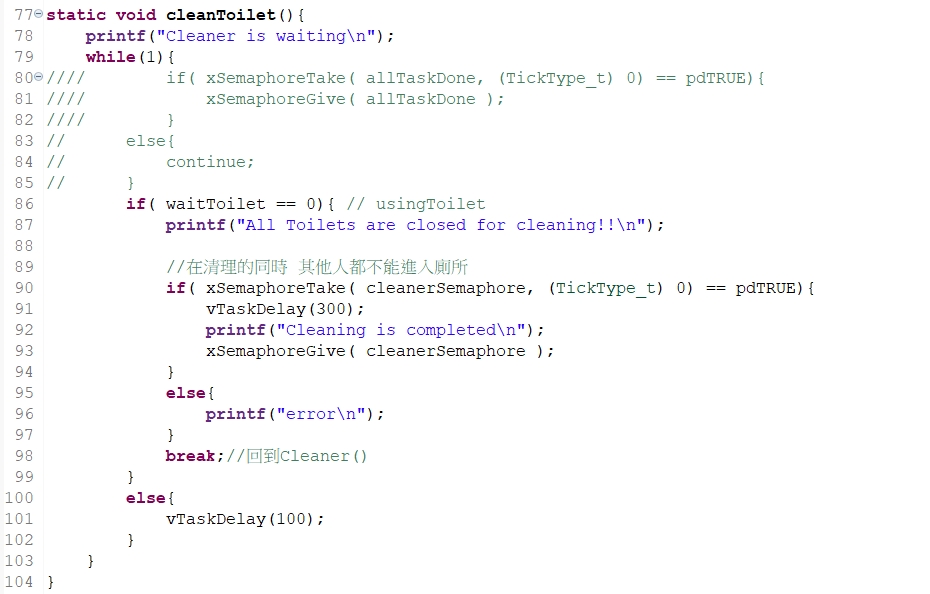 77 static void cleanToilet(){
78     printf("Cleaner is waiting\n");
79     while(1){
80 ////        if( xSemaphoreTake( allTaskDone, (TickType_t) 0) == pdTRUE){
81 ////            xSemaphoreGive( allTaskDone );
82 ////        }
83 //      else{
84 //          continue;
85 //      }
86         if( waitToilet == 0){ // usingToilet
87             printf("All Toilets are closed for cleaning!!\n");
88
89             //在清理的同時 其他人都不能進入廁所
90             if( xSemaphoreTake( cleanerSemaphore, (TickType_t) 0) == pdTRUE){
91                 vTaskDelay(300);
92                 printf("Cleaning is completed\n");
93                 xSemaphoreGive( cleanerSemaphore );
94             }
95             else{
96                 printf("error\n");
97             }
98             break;//回到Cleaner()
99         }
100         else{
101             vTaskDelay(100);
102         }
103     }
104 }